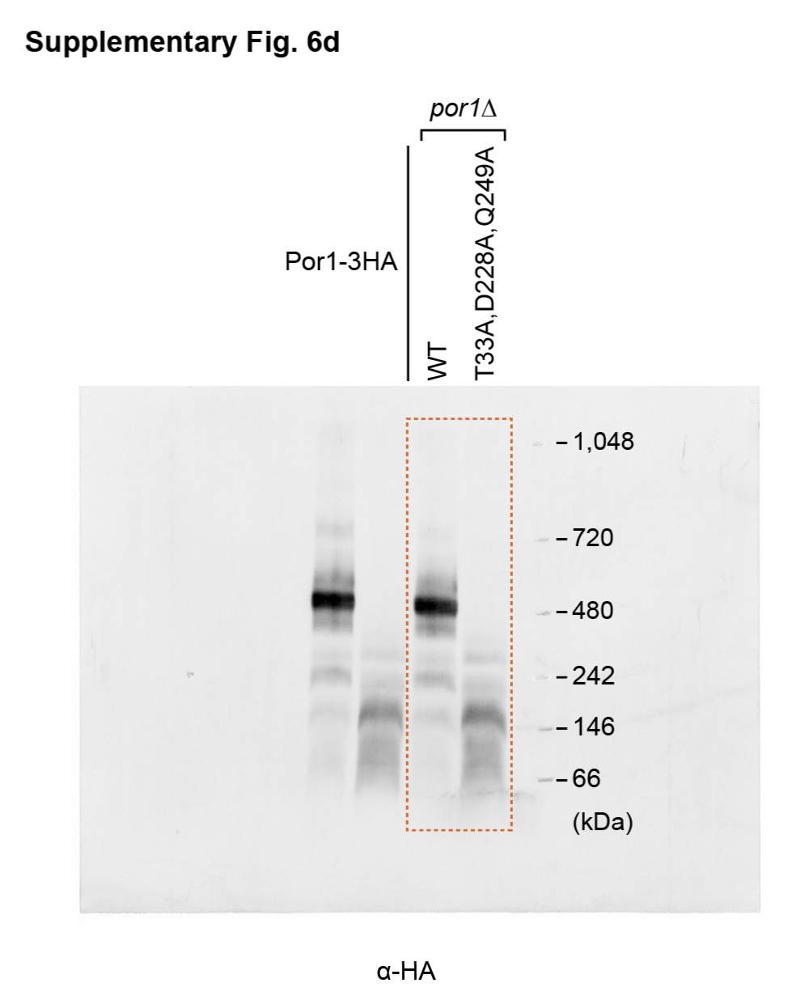 Supplementary Fig. 6d
por1Δ
Por1-3HA
WT
T33A,D228A,Q249A
1,048
720
480
242
146
66
(kDa)
α-HA